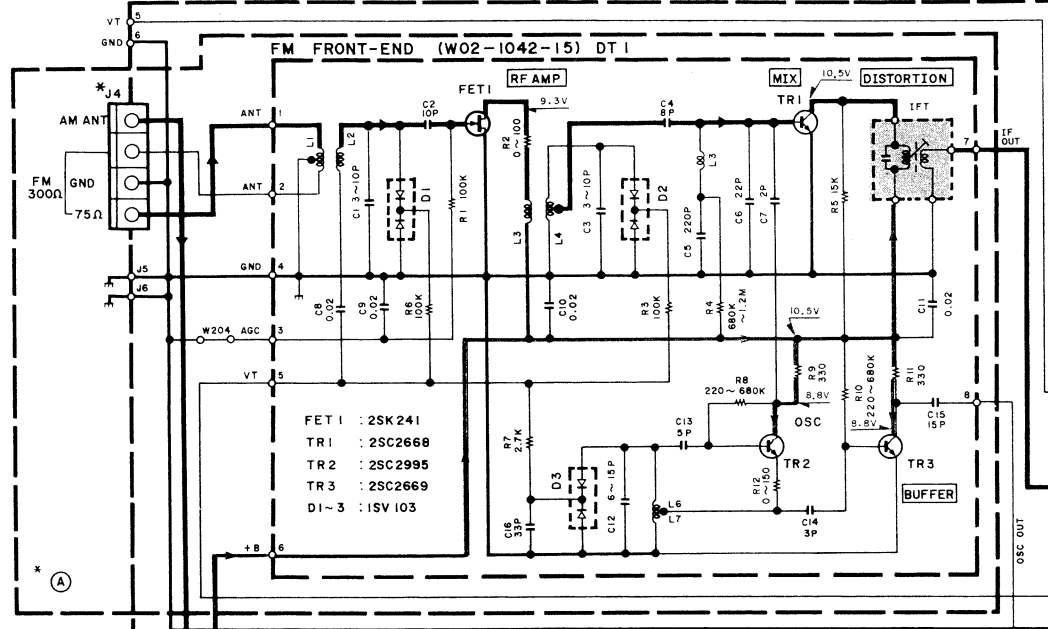 VT 5
GND 6
FM FRONT-END (W02-1042-15) DT1
* J4
AM ANT
FM 300Ω
GND
75Ω
ANT 1
ANT 2
L1
L2
C1 3~10P
D1
C2 10P
R1 100K
FET1
RF AMP
9.3V
R2 0~100
L3
L4
C3 3~10P
D2
C4 8P
L3
C5 220P
C6 22P
C7 2P
MIX
TR1
10.5V
DISTORTION
IFT
R5 15K
7
IF OUT
J5
J6
GND 4
C8 0.02
C9 0.02
R6 100K
C10 0.02
R3 100K
R4 680K ~1.2M
10.5V
C11 0.02
W204 AGC 3
VT 5
R9 330
R8 220~680K
8.8V
OSC
R10 220~680K
R11 330
8.8V
C15 15P
8
FET1 : 2SK241
TR1 : 2SC2668
TR2 : 2SC2995
TR3 : 2SC2669
D1~3 : 1SV103
R7 2.7K
C16 33P
D3
C12 6~15P
C13 5P
TR2
R12 0~150
L6
L7
C14 3P
TR3
BUFFER
+B 6
OSC OUT
* A